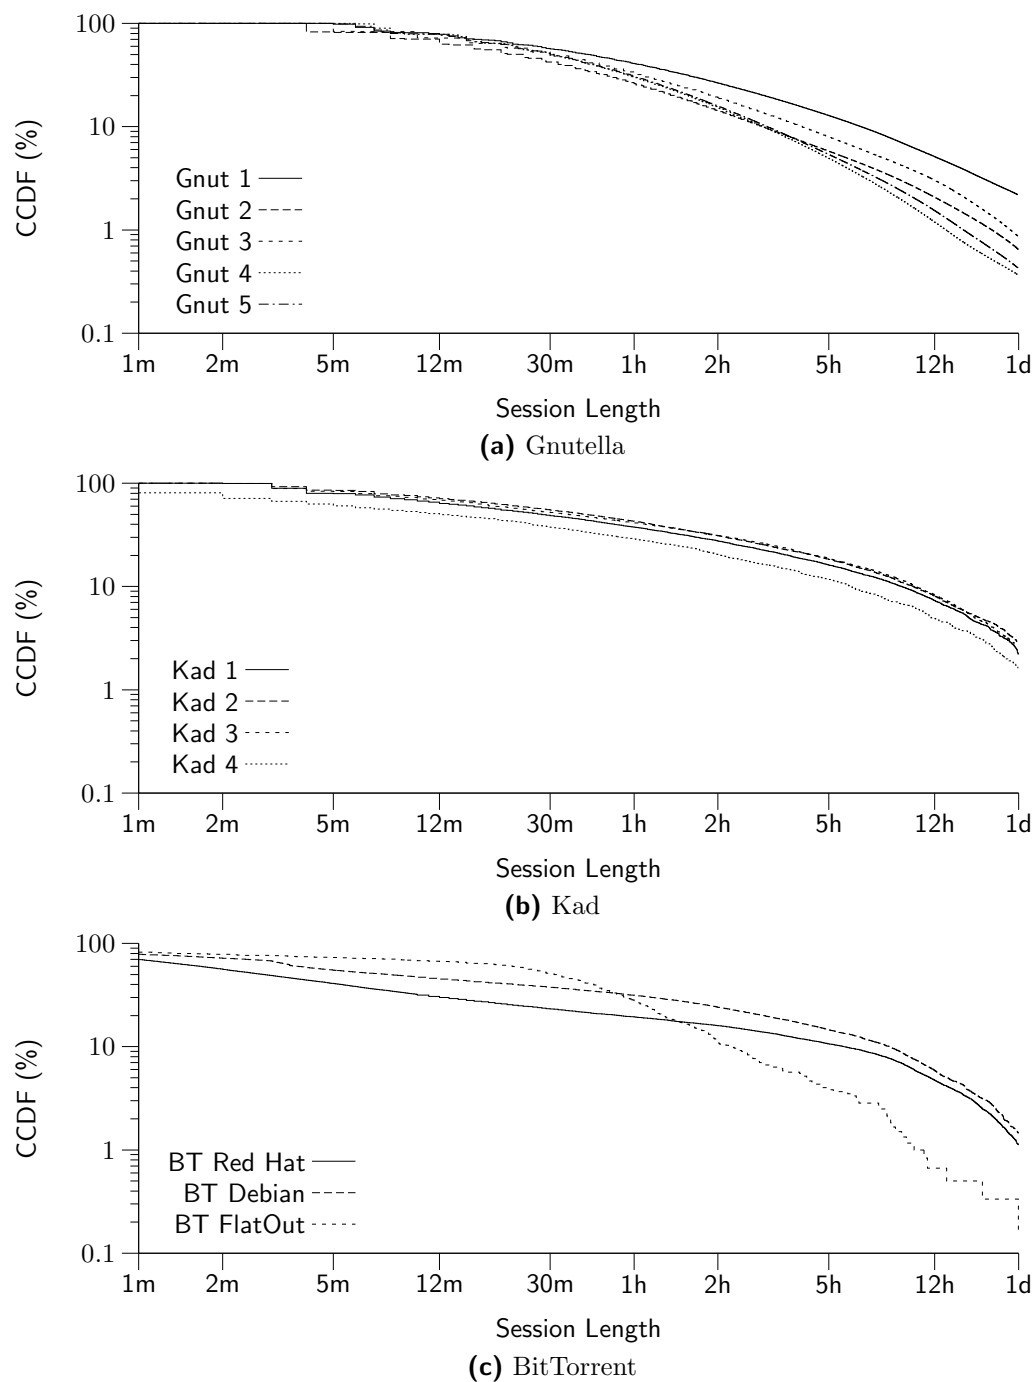 CCDF (%)
100
10
1
0.1
Gnut 1
Gnut 2
Gnut 3
Gnut 4
Gnut 5
1m 2m 5m 12m 30m 1h 2h 5h 12h 1d
Session Length
(a) Gnutella
CCDF (%)
100
10
1
0.1
Kad 1
Kad 2
Kad 3
Kad 4
1m 2m 5m 12m 30m 1h 2h 5h 12h 1d
Session Length
(b) Kad
CCDF (%)
100
10
1
0.1
BT Red Hat
BT Debian
BT FlatOut
1m 2m 5m 12m 30m 1h 2h 5h 12h 1d
Session Length
(c) BitTorrent